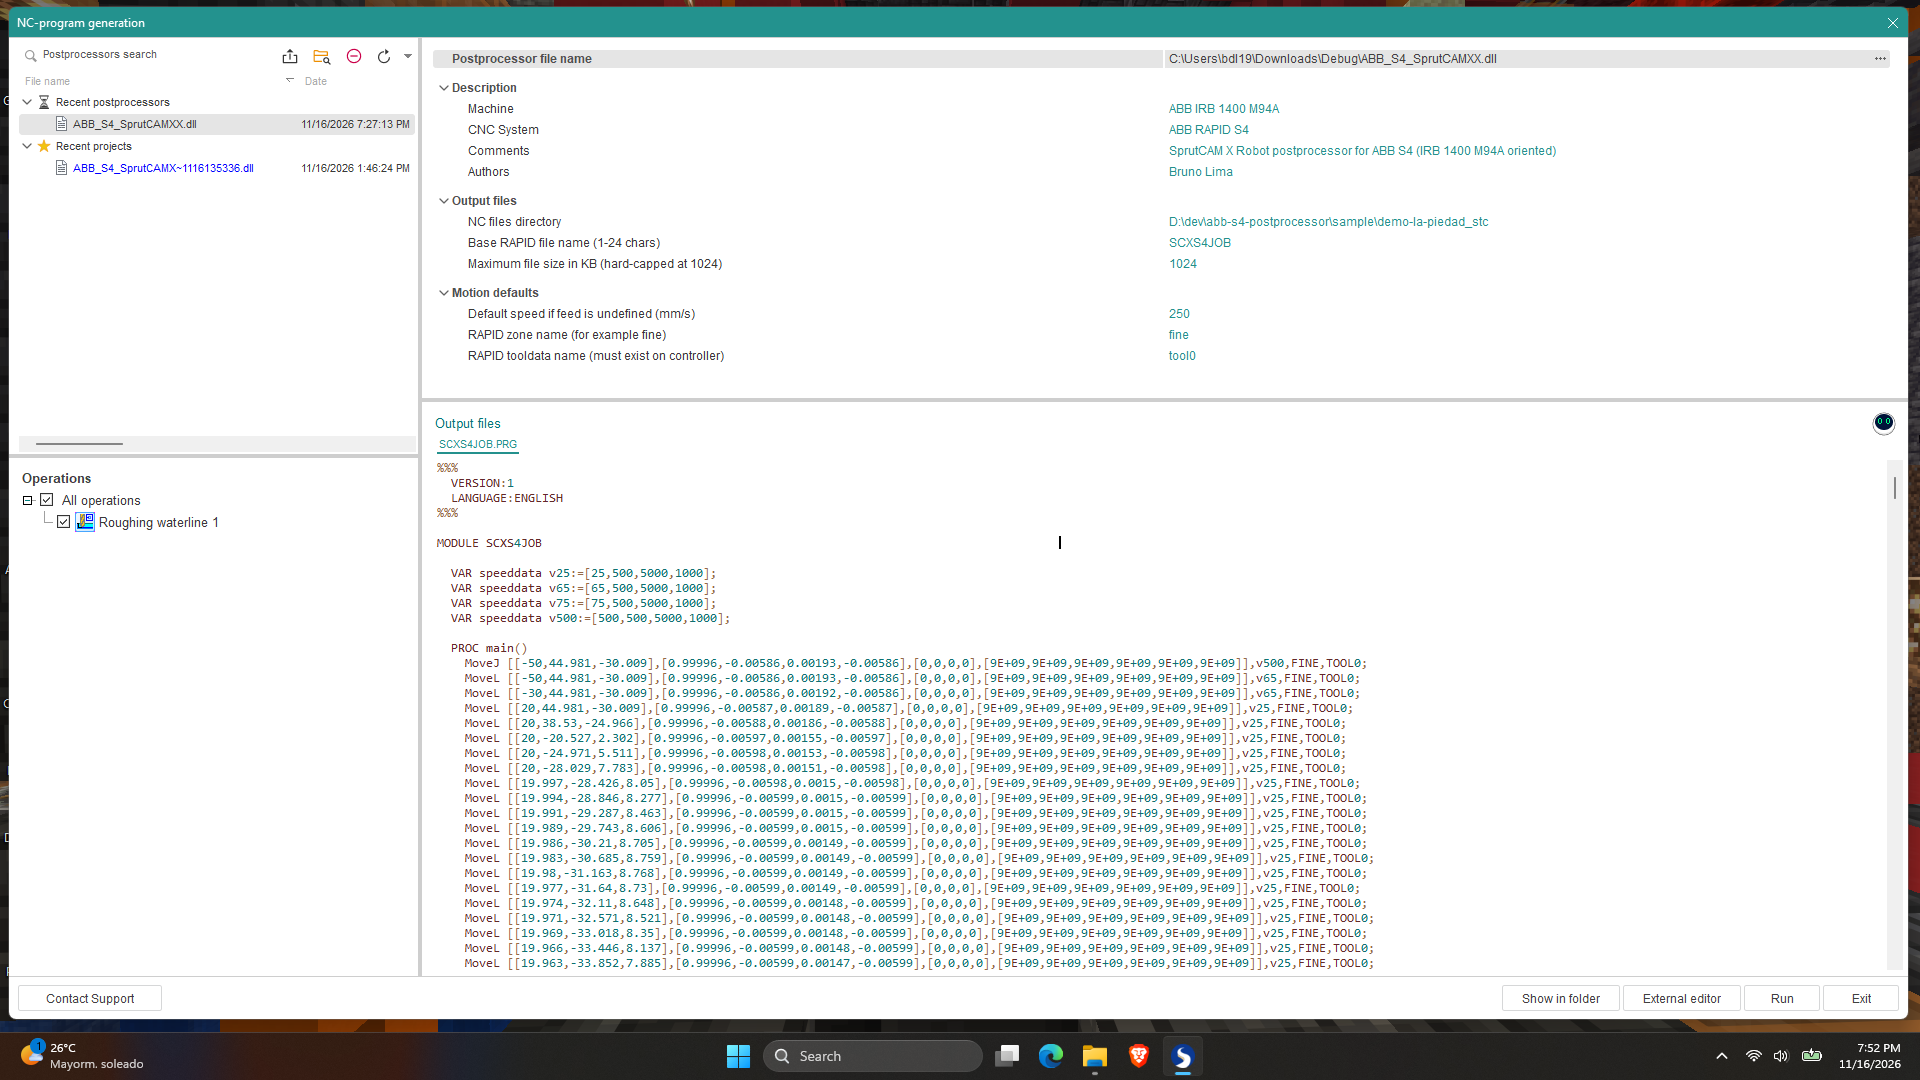 NC-program generation
Postprocessors search
File name
Date
Recent postprocessors
ABB_S4_SprutCAMXX.dll 11/16/2026 7:27:13 PM
Recent projects
ABB_S4_SprutCAMX~1116135336.dll 11/16/2026 1:46:24 PM
Operations
All operations
Roughing waterline 1
Postprocessor file name C:\Users\bdl19\Downloads\Debug\ABB_S4_SprutCAMXX.dll ...
Description
Machine ABB IRB 1400 M94A
CNC System ABB RAPID S4
Comments SprutCAM X Robot postprocessor for ABB S4 (IRB 1400 M94A oriented)
Authors Bruno Lima
Output files
NC files directory D:\dev\abb-s4-postprocessor\sample\demo-la-piedad_stc
Base RAPID file name (1-24 chars) SCXS4JOB
Maximum file size in KB (hard-capped at 1024) 1024
Motion defaults
Default speed if feed is undefined (mm/s) 250
RAPID zone name (for example fine) fine
RAPID tooldata name (must exist on controller) tool0
Output files
SCXS4JOB.PRG
%%%
VERSION:1
LANGUAGE:ENGLISH
%%%
MODULE SCXS4JOB
VAR speeddata v25:=[25,500,5000,1000];
VAR speeddata v65:=[65,500,5000,1000];
VAR speeddata v75:=[75,500,5000,1000];
VAR speeddata v500:=[500,500,5000,1000];
PROC main()
MoveJ [[-50,44.981,-30.009],[0.99996,-0.00586,0.00193,-0.00586],[0,0,0,0],[9E+09,9E+09,9E+09,9E+09,9E+09,9E+09]],v500,FINE,TOOL0;
MoveL [[-50,44.981,-30.009],[0.99996,-0.00586,0.00193,-0.00586],[0,0,0,0],[9E+09,9E+09,9E+09,9E+09,9E+09,9E+09]],v65,FINE,TOOL0;
MoveL [[-30,44.981,-30.009],[0.99996,-0.00586,0.00192,-0.00586],[0,0,0,0],[9E+09,9E+09,9E+09,9E+09,9E+09,9E+09]],v65,FINE,TOOL0;
MoveL [[20,44.981,-30.009],[0.99996,-0.00587,0.00189,-0.00587],[0,0,0,0],[9E+09,9E+09,9E+09,9E+09,9E+09,9E+09]],v25,FINE,TOOL0;
MoveL [[20,38.53,-24.966],[0.99996,-0.00588,0.00186,-0.00588],[0,0,0,0],[9E+09,9E+09,9E+09,9E+09,9E+09,9E+09]],v25,FINE,TOOL0;
MoveL [[20,-20.527,2.302],[0.99996,-0.00597,0.00155,-0.00597],[0,0,0,0],[9E+09,9E+09,9E+09,9E+09,9E+09,9E+09]],v25,FINE,TOOL0;
MoveL [[20,-24.971,5.511],[0.99996,-0.00598,0.00153,-0.00598],[0,0,0,0],[9E+09,9E+09,9E+09,9E+09,9E+09,9E+09]],v25,FINE,TOOL0;
MoveL [[20,-28.029,7.783],[0.99996,-0.00598,0.00151,-0.00598],[0,0,0,0],[9E+09,9E+09,9E+09,9E+09,9E+09,9E+09]],v25,FINE,TOOL0;
MoveL [[19.997,-28.426,8.05],[0.99996,-0.00598,0.0015,-0.00598],[0,0,0,0],[9E+09,9E+09,9E+09,9E+09,9E+09,9E+09]],v25,FINE,TOOL0;
MoveL [[19.994,-28.846,8.277],[0.99996,-0.00599,0.0015,-0.00599],[0,0,0,0],[9E+09,9E+09,9E+09,9E+09,9E+09,9E+09]],v25,FINE,TOOL0;
MoveL [[19.991,-29.287,8.463],[0.99996,-0.00599,0.0015,-0.00599],[0,0,0,0],[9E+09,9E+09,9E+09,9E+09,9E+09,9E+09]],v25,FINE,TOOL0;
MoveL [[19.989,-29.743,8.606],[0.99996,-0.00599,0.0015,-0.00599],[0,0,0,0],[9E+09,9E+09,9E+09,9E+09,9E+09,9E+09]],v25,FINE,TOOL0;
MoveL [[19.986,-30.21,8.705],[0.99996,-0.00599,0.00149,-0.00599],[0,0,0,0],[9E+09,9E+09,9E+09,9E+09,9E+09,9E+09]],v25,FINE,TOOL0;
MoveL [[19.983,-30.685,8.759],[0.99996,-0.00599,0.00149,-0.00599],[0,0,0,0],[9E+09,9E+09,9E+09,9E+09,9E+09,9E+09]],v25,FINE,TOOL0;
MoveL [[19.98,-31.163,8.768],[0.99996,-0.00599,0.00149,-0.00599],[0,0,0,0],[9E+09,9E+09,9E+09,9E+09,9E+09,9E+09]],v25,FINE,TOOL0;
MoveL [[19.977,-31.64,8.73],[0.99996,-0.00599,0.00149,-0.00599],[0,0,0,0],[9E+09,9E+09,9E+09,9E+09,9E+09,9E+09]],v25,FINE,TOOL0;
MoveL [[19.974,-32.11,8.648],[0.99996,-0.00599,0.00148,-0.00599],[0,0,0,0],[9E+09,9E+09,9E+09,9E+09,9E+09,9E+09]],v25,FINE,TOOL0;
MoveL [[19.971,-32.571,8.521],[0.99996,-0.00599,0.00148,-0.00599],[0,0,0,0],[9E+09,9E+09,9E+09,9E+09,9E+09,9E+09]],v25,FINE,TOOL0;
MoveL [[19.969,-33.018,8.35],[0.99996,-0.00599,0.00148,-0.00599],[0,0,0,0],[9E+09,9E+09,9E+09,9E+09,9E+09,9E+09]],v25,FINE,TOOL0;
MoveL [[19.966,-33.446,8.137],[0.99996,-0.00599,0.00148,-0.00599],[0,0,0,0],[9E+09,9E+09,9E+09,9E+09,9E+09,9E+09]],v25,FINE,TOOL0;
MoveL [[19.963,-33.852,7.885],[0.99996,-0.00599,0.00147,-0.00599],[0,0,0,0],[9E+09,9E+09,9E+09,9E+09,9E+09,9E+09]],v25,FINE,TOOL0;
Contact Support
Show in folder
External editor
Run
Exit
1
26°C
Mayorm. soleado
Search
7:52 PM
11/16/2026